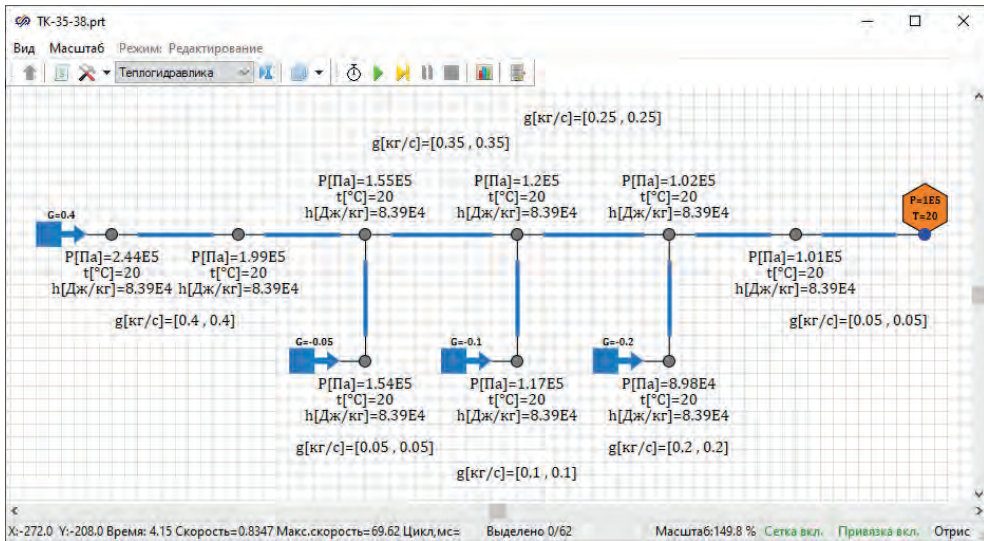 TK-35-38.prt
Вид Масштаб Режим: Редактирование
Теплогидравлика
g[кг/с]=[0.25 , 0.25]
g[кг/с]=[0.35 , 0.35]
P[Па]=1.55E5
t[°C]=20
h[Дж/кг]=8.39E4
P[Па]=1.2E5
t[°C]=20
h[Дж/кг]=8.39E4
P[Па]=1.02E5
t[°C]=20
h[Дж/кг]=8.39E4
P=1E5
T=20
G=0.4
P[Па]=2.44E5
t[°C]=20
h[Дж/кг]=8.39E4
P[Па]=1.99E5
t[°C]=20
h[Дж/кг]=8.39E4
P[Па]=1.01E5
t[°C]=20
h[Дж/кг]=8.39E4
g[кг/с]=[0.4 , 0.4]
g[кг/с]=[0.05 , 0.05]
G=-0.05
G=-0.1
G=-0.2
P[Па]=1.54E5
t[°C]=20
h[Дж/кг]=8.39E4
P[Па]=1.17E5
t[°C]=20
h[Дж/кг]=8.39E4
P[Па]=8.98E4
t[°C]=20
h[Дж/кг]=8.39E4
g[кг/с]=[0.05 , 0.05]
g[кг/с]=[0.2 , 0.2]
g[кг/с]=[0.1 , 0.1]
X:-272.0 Y:-208.0 Время: 4.15 Скорость=0.8347 Макс.скорость=69.62 Цикл,мс= Выделено 0/62 Масштаб:149.8 % Сетка вкл. Привязка вкл. Отрис